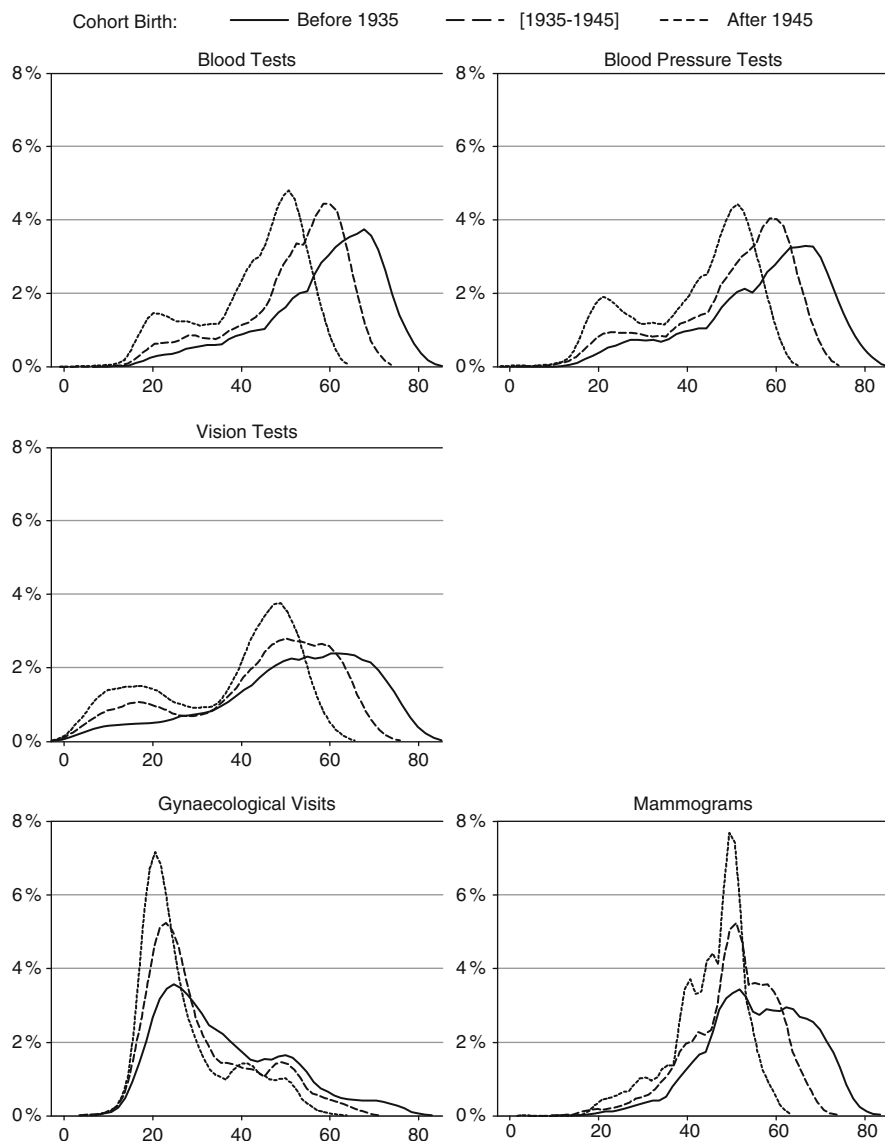 Cohort Birth: Before 1935 [1935-1945] After 1945
Blood Tests
8 %
6 %
4 %
2 %
0 %
0 20 40 60 80
Blood Pressure Tests
8 %
6 %
4 %
2 %
0 %
0 20 40 60 80
Vision Tests
8 %
6 %
4 %
2 %
0 %
0 20 40 60 80
Gynaecological Visits
8 %
6 %
4 %
2 %
0 %
0 20 40 60 80
Mammograms
8 %
6 %
4 %
2 %
0 %
0 20 40 60 80